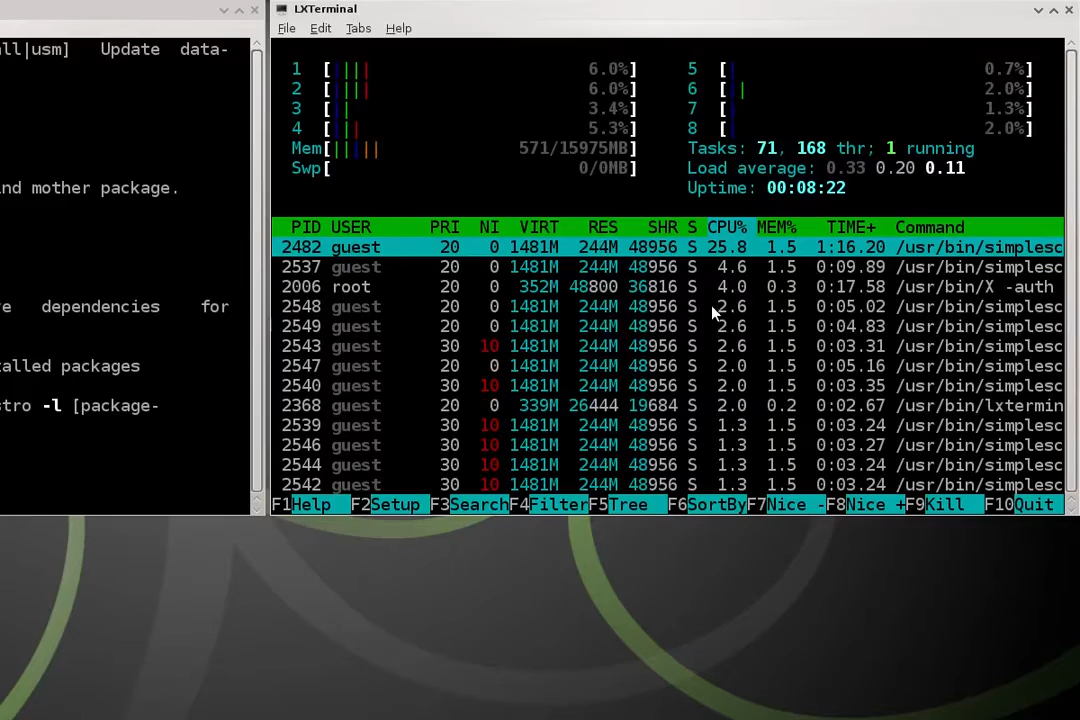 all|usm]   Update  data-
nd mother package.
e  dependencies  for
alled packages
stro -l [package-
LXTerminal
File Edit Tabs Help
1 [||||  6.0%]
2 [||||  6.0%]
3 [||  3.4%]
4 [|||  5.3%]
Mem[|||||  571/15975MB]
Swp[  0/0MB]
5 [|  0.7%]
6 [||  2.0%]
7 [|  1.3%]
8 [|  2.0%]
Tasks: 71, 168 thr; 1 running
Load average: 0.33 0.20 0.11
Uptime: 00:08:22
PID USER PRI NI VIRT RES SHR S CPU% MEM% TIME+ Command
2482 guest 20 0 1481M 244M 48956 S 25.8 1.5 1:16.20 /usr/bin/simplesc
2537 guest 20 0 1481M 244M 48956 S 4.6 1.5 0:09.89 /usr/bin/simplesc
2006 root 20 0 352M 48800 36816 S 4.0 0.3 0:17.58 /usr/bin/X -auth
2548 guest 20 0 1481M 244M 48956 S 2.6 1.5 0:05.02 /usr/bin/simplesc
2549 guest 20 0 1481M 244M 48956 S 2.6 1.5 0:04.83 /usr/bin/simplesc
2543 guest 30 10 1481M 244M 48956 S 2.6 1.5 0:03.31 /usr/bin/simplesc
2547 guest 20 0 1481M 244M 48956 S 2.0 1.5 0:05.16 /usr/bin/simplesc
2540 guest 30 10 1481M 244M 48956 S 2.0 1.5 0:03.35 /usr/bin/simplesc
2368 guest 20 0 339M 26444 19684 S 2.0 0.2 0:02.67 /usr/bin/lxtermin
2539 guest 30 10 1481M 244M 48956 S 1.3 1.5 0:03.24 /usr/bin/simplesc
2546 guest 30 10 1481M 244M 48956 S 1.3 1.5 0:03.27 /usr/bin/simplesc
2544 guest 30 10 1481M 244M 48956 S 1.3 1.5 0:03.24 /usr/bin/simplesc
2542 guest 30 10 1481M 244M 48956 S 1.3 1.5 0:03.24 /usr/bin/simplesc
F1Help F2Setup F3SearchF4FilterF5Tree F6SortByF7Nice -F8Nice +F9Kill F10Quit